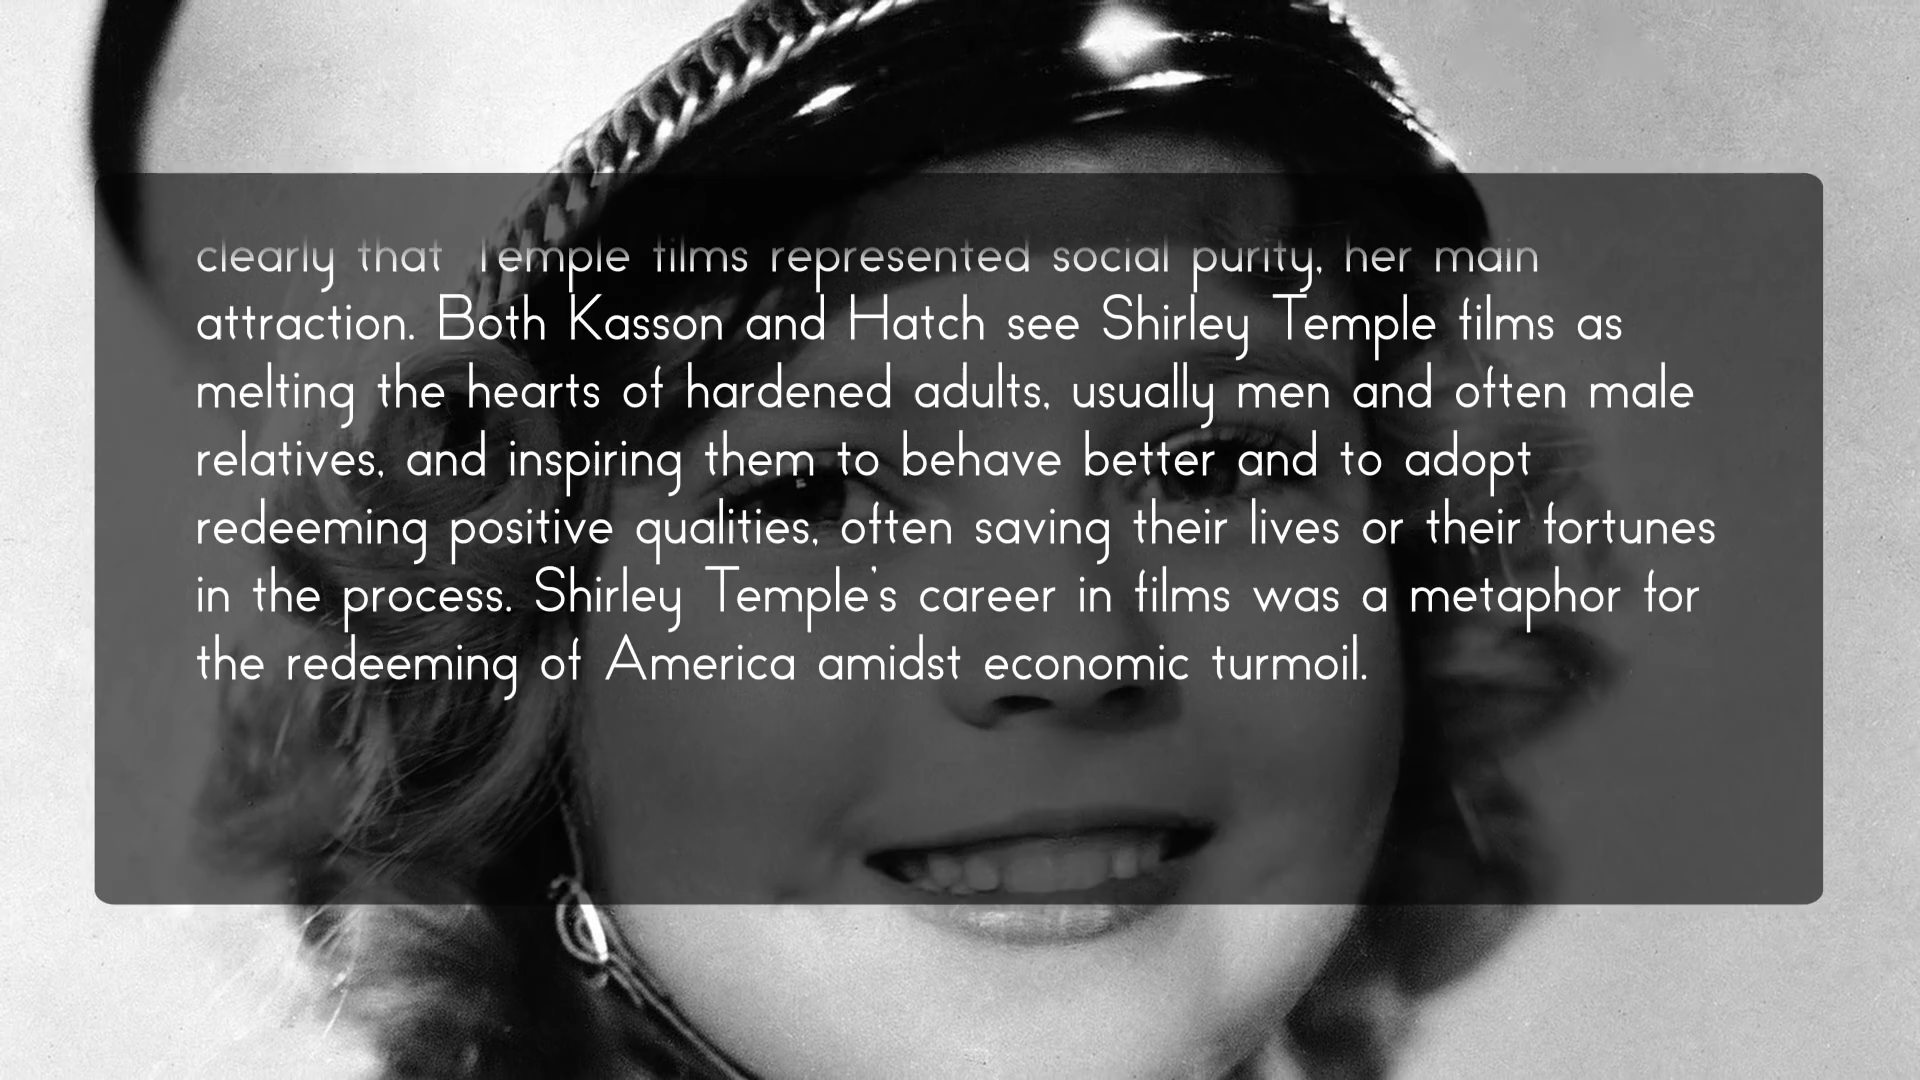 clearly that Temple films represented social purity, her main
attraction. Both Kasson and Hatch see Shirley Temple films as
melting the hearts of hardened adults, usually men and often male
relatives, and inspiring them to behave better and to adopt
redeeming positive qualities, often saving their lives or their fortunes
in the process. Shirley Temple's career in films was a metaphor for
the redeeming of America amidst economic turmoil.